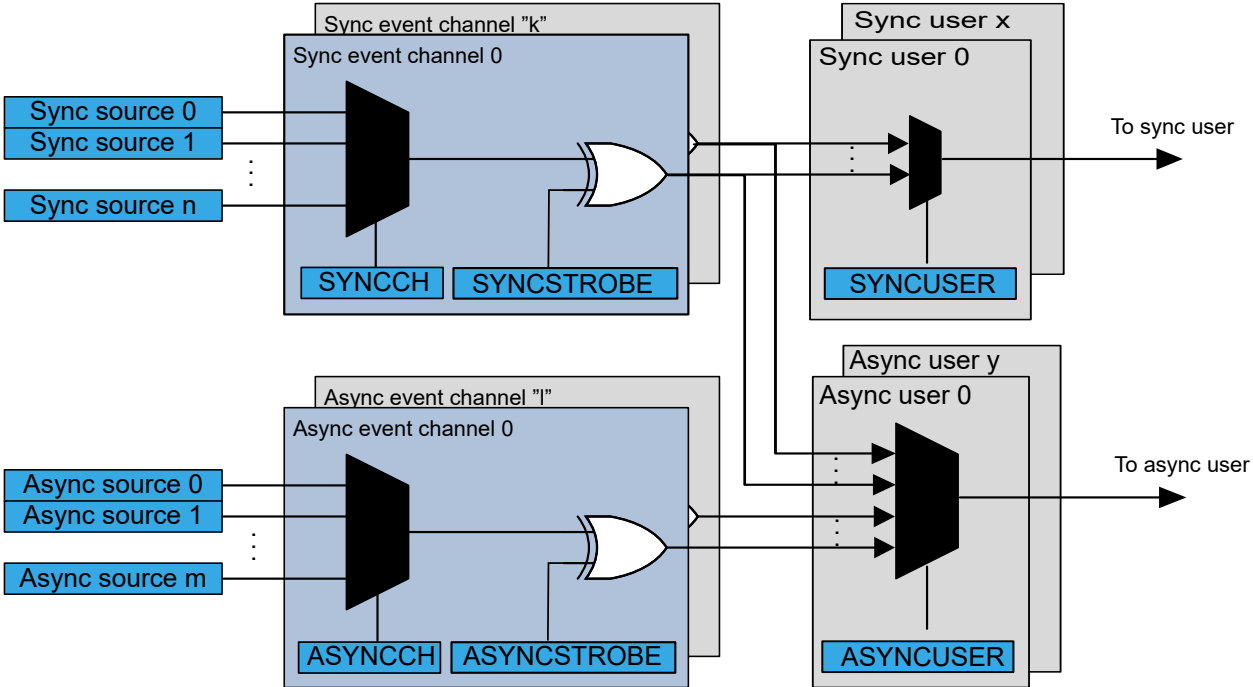 Sync event channel ”k”
Sync event channel 0
Sync source 0
Sync source 1
Sync source n
SYNCCH
SYNCSTROBE
Sync user x
Sync user 0
SYNCUSER
To sync user
Async event channel ”l”
Async event channel 0
Async source 0
Async source 1
Async source m
ASYNCCH
ASYNCSTROBE
Async user y
Async user 0
ASYNCUSER
To async user